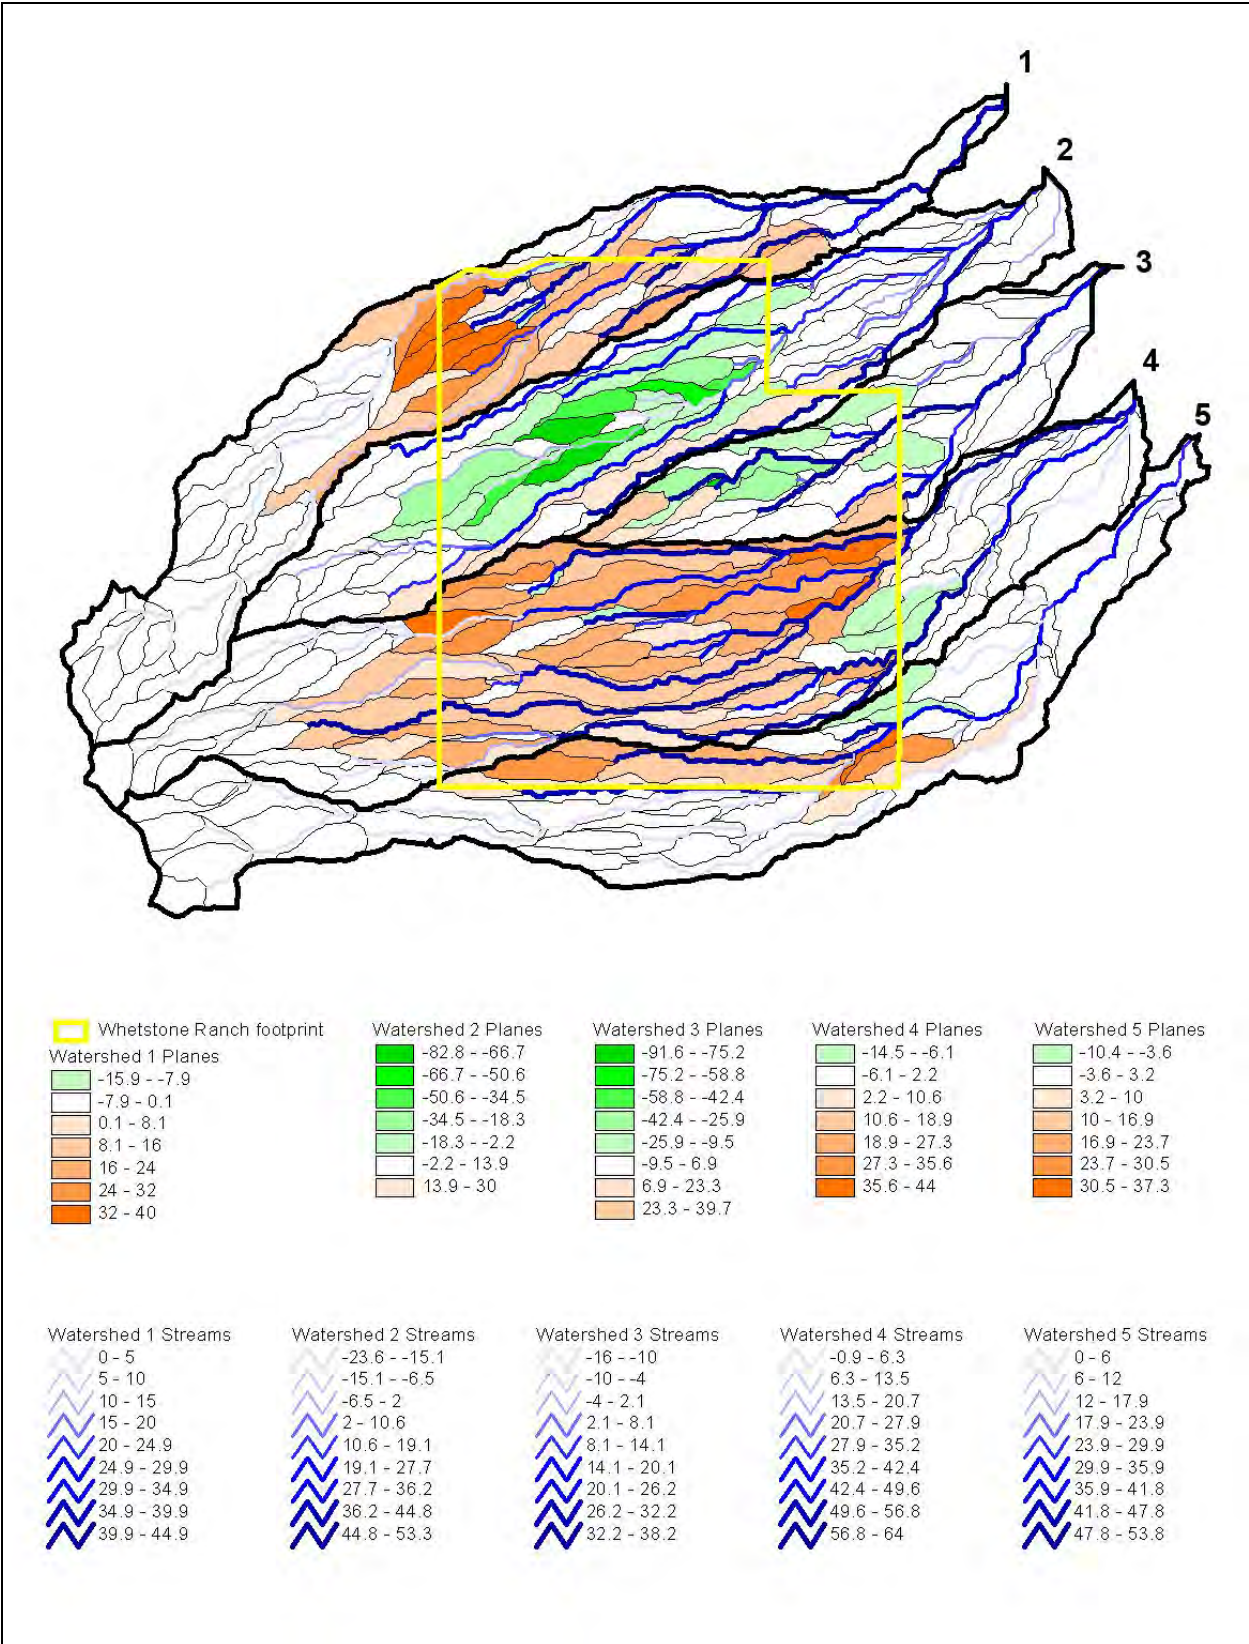 1
2
3
4
5
Whetstone Ranch footprint
Watershed 1 Planes
-15.9 - -7.9
-7.9 - 0.1
0.1 - 8.1
8.1 - 16
16 - 24
24 - 32
32 - 40
Watershed 2 Planes
-82.8 - -66.7
-66.7 - -50.6
-50.6 - -34.5
-34.5 - -18.3
-18.3 - -2.2
-2.2 - 13.9
13.9 - 30
Watershed 3 Planes
-91.6 - -75.2
-75.2 - -58.8
-58.8 - -42.4
-42.4 - -25.9
-25.9 - -9.5
-9.5 - 6.9
6.9 - 23.3
23.3 - 39.7
Watershed 4 Planes
-14.5 - -6.1
-6.1 - 2.2
2.2 - 10.6
10.6 - 18.9
18.9 - 27.3
27.3 - 35.6
35.6 - 44
Watershed 5 Planes
-10.4 - -3.6
-3.6 - 3.2
3.2 - 10
10 - 16.9
16.9 - 23.7
23.7 - 30.5
30.5 - 37.3
Watershed 1 Streams
0 - 5
5 - 10
10 - 15
15 - 20
20 - 24.9
24.9 - 29.9
29.9 - 34.9
34.9 - 39.9
39.9 - 44.9
Watershed 2 Streams
-23.6 - -15.1
-15.1 - -6.5
-6.5 - 2
2 - 10.6
10.6 - 19.1
19.1 - 27.7
27.7 - 36.2
36.2 - 44.8
44.8 - 53.3
Watershed 3 Streams
-16 - -10
-10 - -4
-4 - 2.1
2.1 - 8.1
8.1 - 14.1
14.1 - 20.1
20.1 - 26.2
26.2 - 32.2
32.2 - 38.2
Watershed 4 Streams
-0.9 - 6.3
6.3 - 13.5
13.5 - 20.7
20.7 - 27.9
27.9 - 35.2
35.2 - 42.4
42.4 - 49.6
49.6 - 56.8
56.8 - 64
Watershed 5 Streams
0 - 6
6 - 12
12 - 17.9
17.9 - 23.9
23.9 - 29.9
29.9 - 35.9
35.9 - 41.8
41.8 - 47.8
47.8 - 53.8